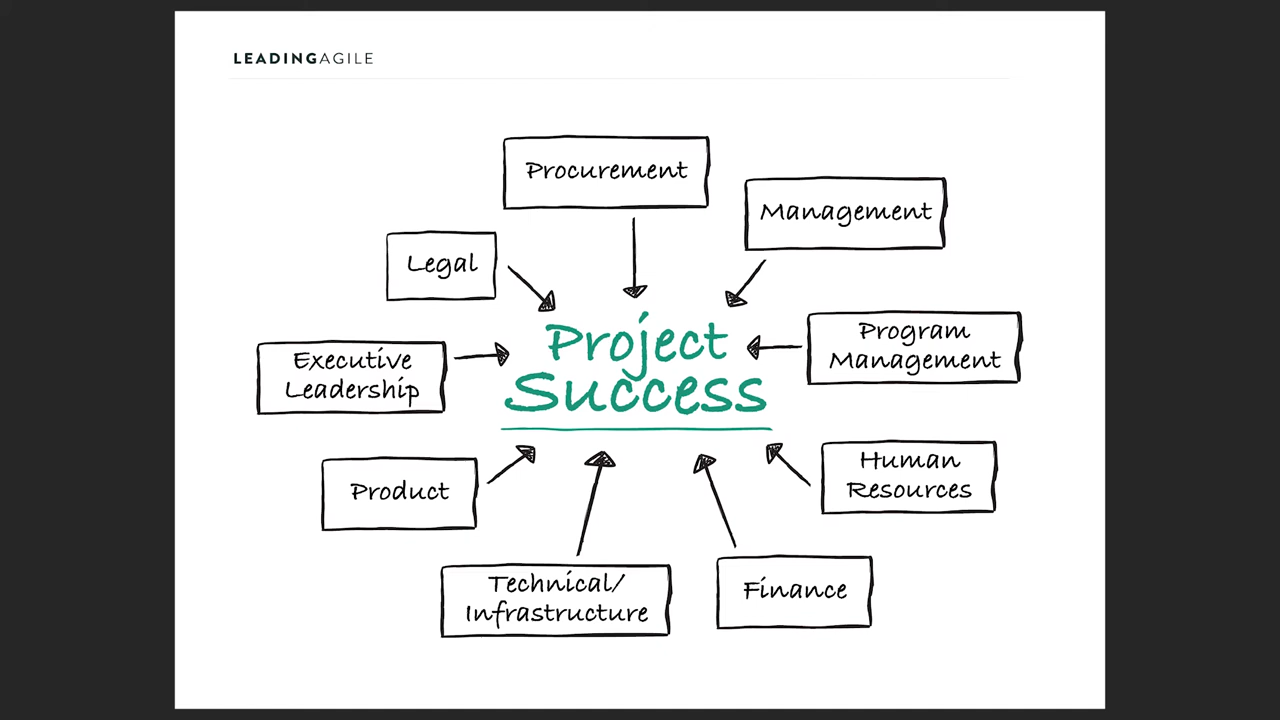 LEADINGAGILE
Procurement
Management
Legal
Project
Success
Program
Management
Executive
Leadership
Human
Resources
Product
Technical/
Infrastructure
Finance